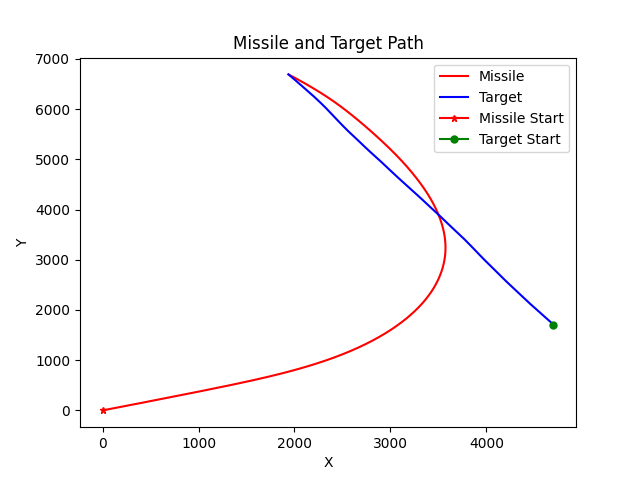 Missile and Target Path
Missile
Target
Missile Start
Target Start
7000
6000
5000
4000
3000
2000
1000
0
Y
0 1000 2000 3000 4000
X